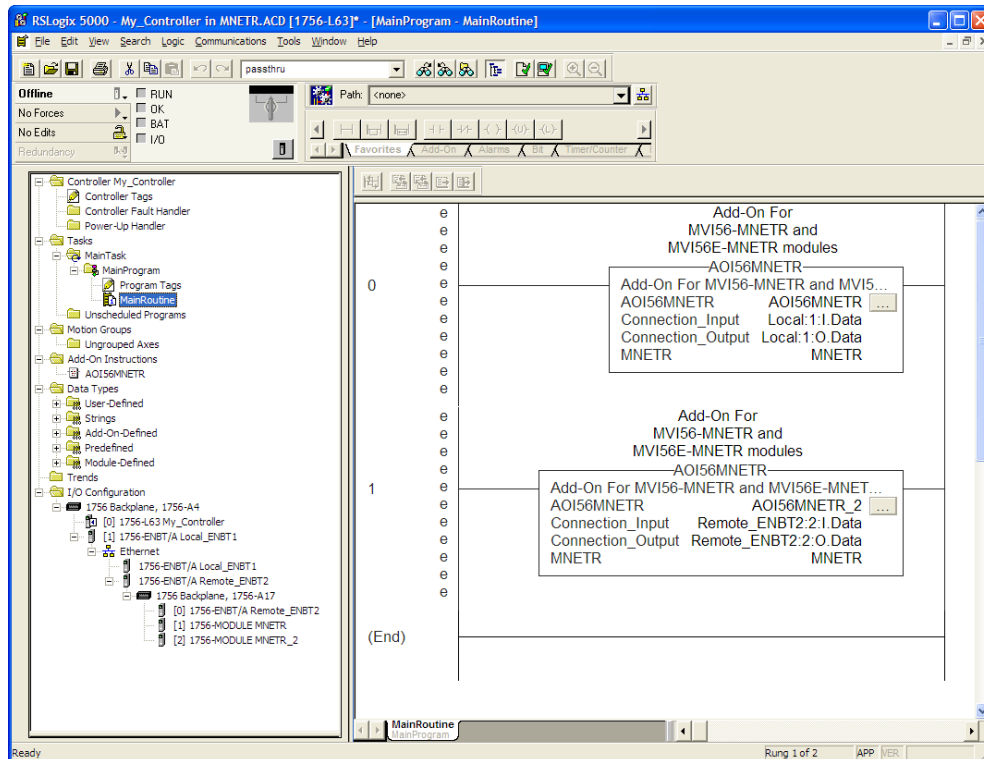 RSLogix 5000 - My_Controller in MNETR.ACD [1756-L63]* - [MainProgram - MainRoutine]
File Edit View Search Logic Communications Tools Window Help
passthru
Offline
RUN
No Forces
OK
No Edits
BAT
Redundancy
I/O
Path: <none>
Favorites Add-On Alarms Bit Timer/Counter
Controller My_Controller
Controller Tags
Controller Fault Handler
Power-Up Handler
Tasks
MainTask
MainProgram
Program Tags
MainRoutine
Unscheduled Programs
Motion Groups
Ungrouped Axes
Add-On Instructions
AOI56MNETR
Data Types
User-Defined
Strings
Add-On-Defined
Predefined
Module-Defined
Trends
I/O Configuration
1756 Backplane, 1756-A4
[0] 1756-L63 My_Controller
[1] 1756-ENBT/A Local_ENBT1
Ethernet
1756-ENBT/A Local_ENBT1
1756-ENBT/A Remote_ENBT2
1756 Backplane, 1756-A17
[0] 1756-ENBT/A Remote_ENBT2
[1] 1756-MODULE MNETR
[2] 1756-MODULE MNETR_2
e Add-On For
e MVI56-MNETR and
e MVI56E-MNETR modules
e AOI56MNETR
0 e Add-On For MVI56-MNETR and MVI5...
e AOI56MNETR AOI56MNETR ...
e Connection_Input Local:1:I.Data
e Connection_Output Local:1:O.Data
e MNETR MNETR
e
e Add-On For
e MVI56-MNETR and
e MVI56E-MNETR modules
e AOI56MNETR
1 e Add-On For MVI56-MNETR and MVI56E-MNET...
e AOI56MNETR AOI56MNETR_2 ...
e Connection_Input Remote_ENBT2:2:I.Data
e Connection_Output Remote_ENBT2:2:O.Data
e MNETR MNETR
e
e
(End)
MainRoutine
MainProgram
Ready
Rung 1 of 2 APP VER